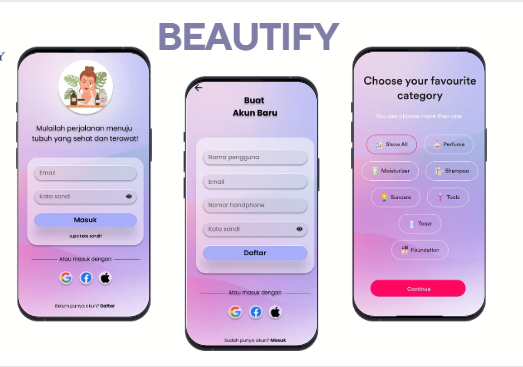 BEAUTIFY
Y
Mulailah perjalanan menuju
tubuh yang sehat dan terawat!
Email
Kata sandi
Masuk
Lupa kata sandi?
Atau masuk dengan
Belum punya akun? Daftar
Buat
Akun Baru
Nama pengguna
Email
Nomor handphone
Kata sandi
Daftar
Atau masuk dengan
Sudah punya akun? Masuk
Choose your favourite
category
You can choose more than one
Show All
Perfume
Moisturizer
Shampoo
Suncare
Tools
Toner
Foundation
Continue